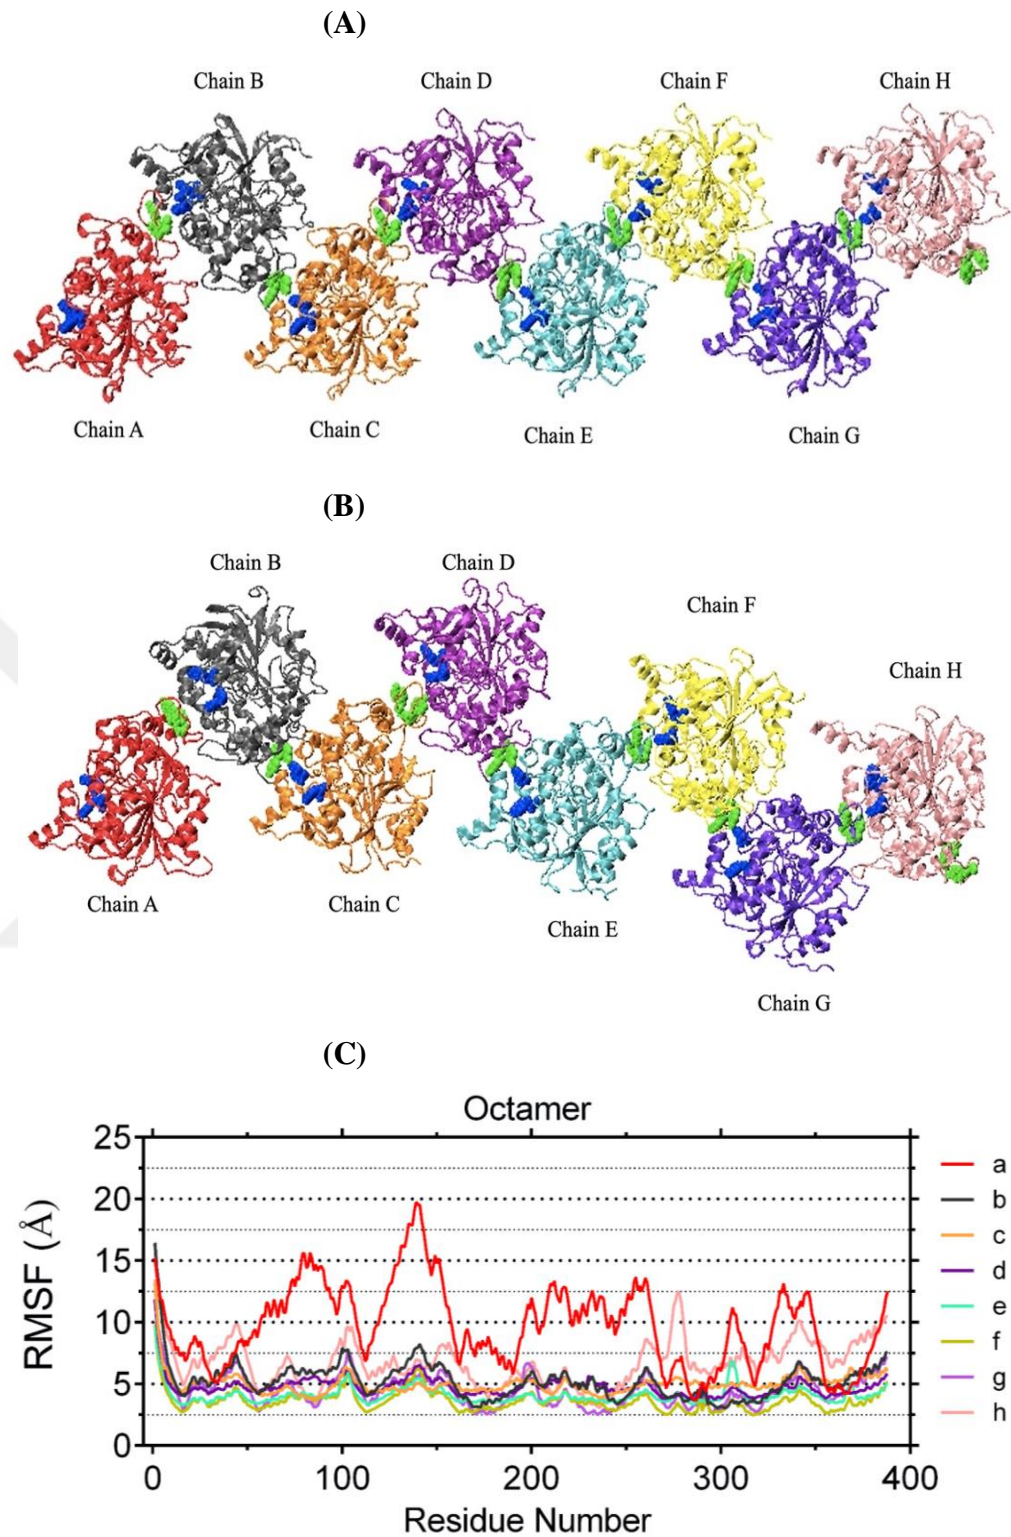 (A)
Chain B Chain D Chain F Chain H
Chain A Chain C Chain E Chain G
(B)
Chain B Chain D
Chain F
Chain H
Chain A Chain C
Chain E
Chain G
(C)
Octamer
25
20
15
10
5
0
RMSF (Å)
0 100 200 300 400
Residue Number
a
b
c
d
e
f
g
h